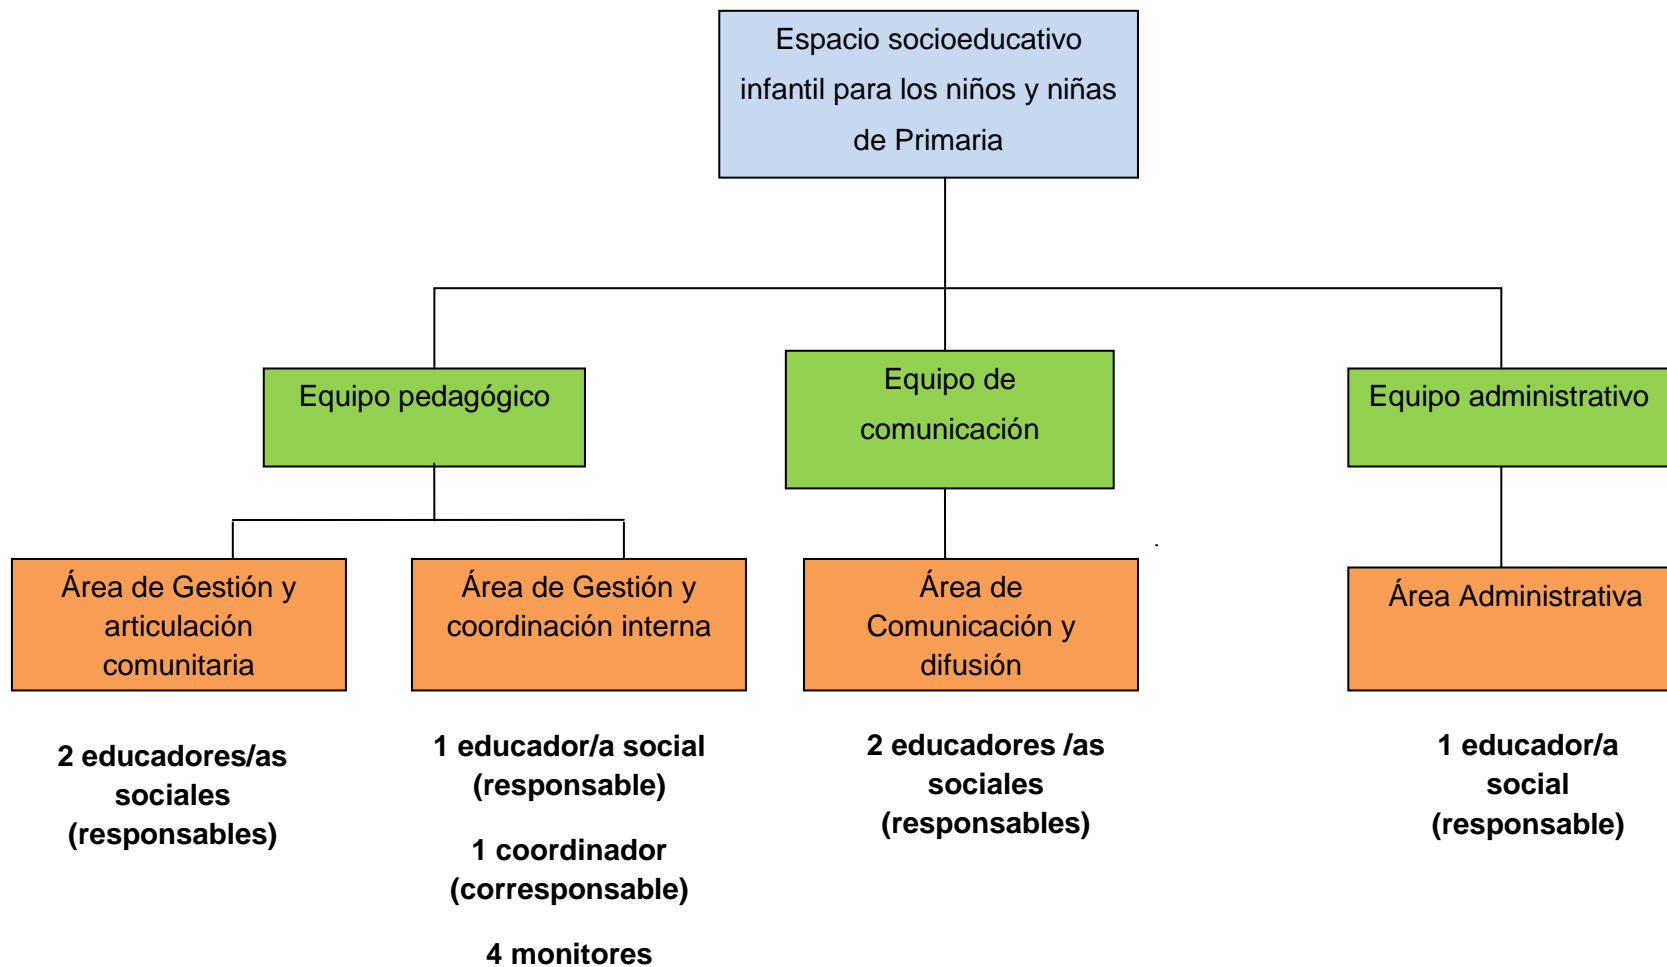 Espacio socioeducativo
infantil para los niños y niñas
de Primaria
Equipo pedagógico
Equipo de
comunicación
Equipo administrativo
Área de Gestión y
articulación
comunitaria
Área de Gestión y
coordinación interna
Área de
Comunicación y
difusión
Área Administrativa
2 educadores/as
sociales
(responsables)
1 educador/a social
(responsable)
1 coordinador
(corresponsable)
4 monitores
2 educadores /as
sociales
(responsables)
1 educador/a
social
(responsable)